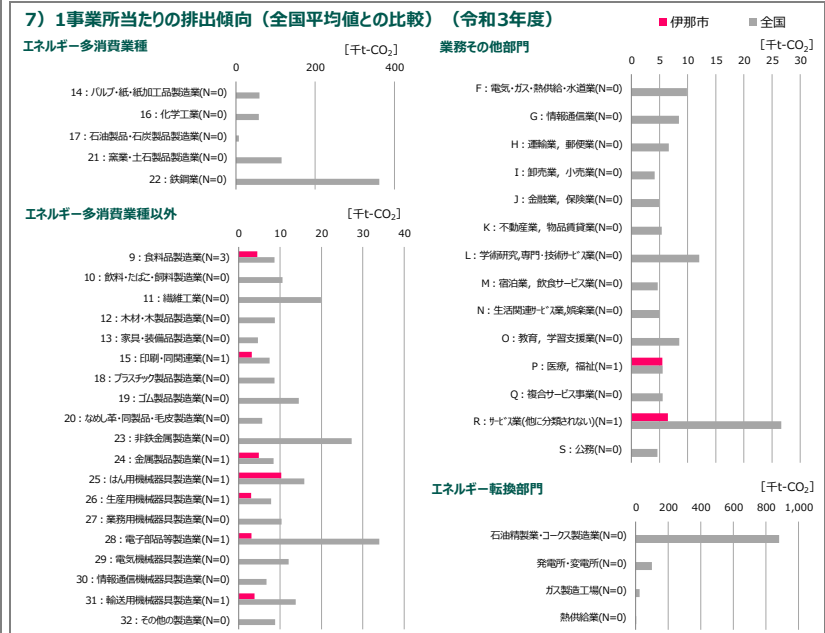 7）1事業所当たりの排出傾向（全国平均値との比較）（令和3年度）
伊那市
全国
エネルギー多消費業種
[千t-CO₂]
0 200 400
14：パルプ・紙・紙加工品製造業(N=0)
16：化学工業(N=0)
17：石油製品・石炭製品製造業(N=0)
21：窯業・土石製品製造業(N=0)
22：鉄鋼業(N=0)
エネルギー多消費業種以外
[千t-CO₂]
0 10 20 30 40
9：食料品製造業(N=3)
10：飲料・たばこ・飼料製造業(N=0)
11：繊維工業(N=0)
12：木材・木製品製造業(N=0)
13：家具・装備品製造業(N=0)
15：印刷・同関連業(N=1)
18：プラスチック製品製造業(N=0)
19：ゴム製品製造業(N=0)
20：なめし革・同製品・毛皮製造業(N=0)
23：非鉄金属製造業(N=0)
24：金属製品製造業(N=1)
25：はん用機械器具製造業(N=1)
26：生産用機械器具製造業(N=1)
27：業務用機械器具製造業(N=0)
28：電子部品等製造業(N=1)
29：電気機械器具製造業(N=0)
30：情報通信機械器具製造業(N=0)
31：輸送用機械器具製造業(N=1)
32：その他の製造業(N=0)
業務その他部門
[千t-CO₂]
0 5 10 15 20 25 30
F：電気・ガス・熱供給・水道業(N=0)
G：情報通信業(N=0)
H：運輸業，郵便業(N=0)
I：卸売業，小売業(N=0)
J：金融業，保険業(N=0)
K：不動産業，物品賃貸業(N=0)
L：学術研究,専門・技術サービス業(N=0)
M：宿泊業，飲食サービス業(N=0)
N：生活関連サービス業,娯楽業(N=0)
O：教育，学習支援業(N=0)
P：医療，福祉(N=1)
Q：複合サービス事業(N=0)
R：サービス業(他に分類されない)(N=1)
S：公務(N=0)
エネルギー転換部門
[千t-CO₂]
0 200 400 600 800 1,000
石油精製業・コークス製造業(N=0)
発電所・変電所(N=0)
ガス製造工場(N=0)
熱供給業(N=0)